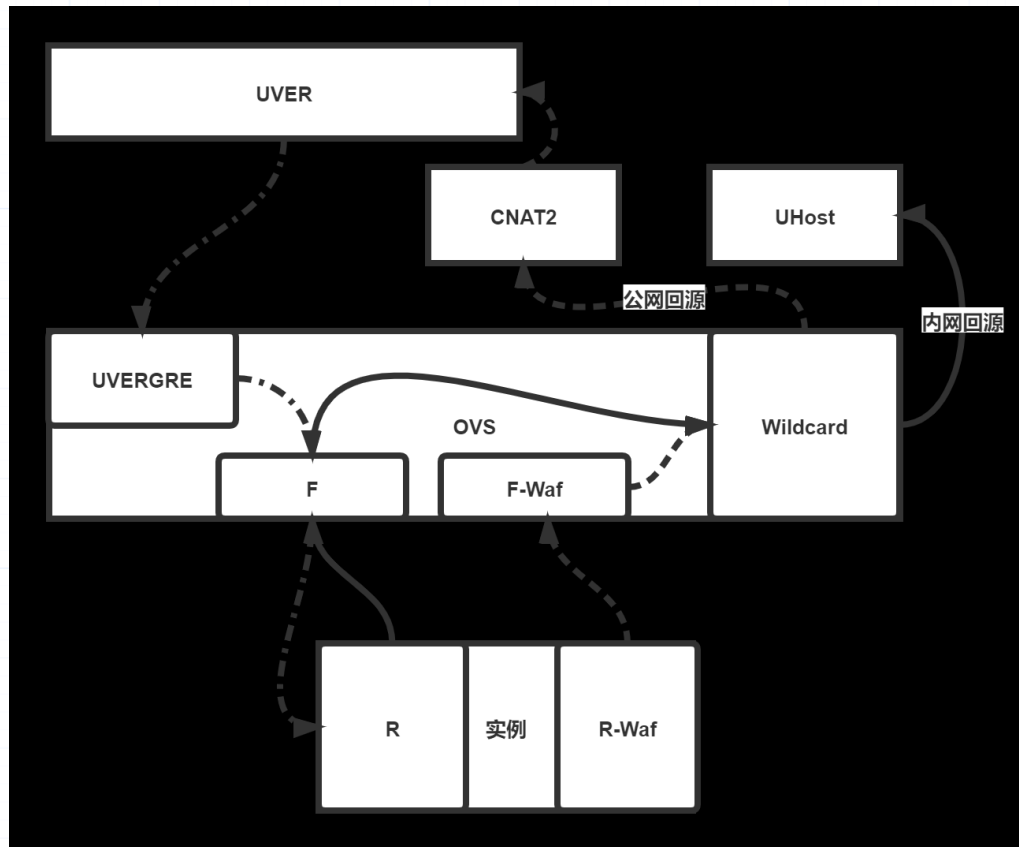 UVER
CNAT2
UHost
公网回源
内网回源
UVERGRE
OVS
Wildcard
F
F-Waf
R
实例
R-Waf